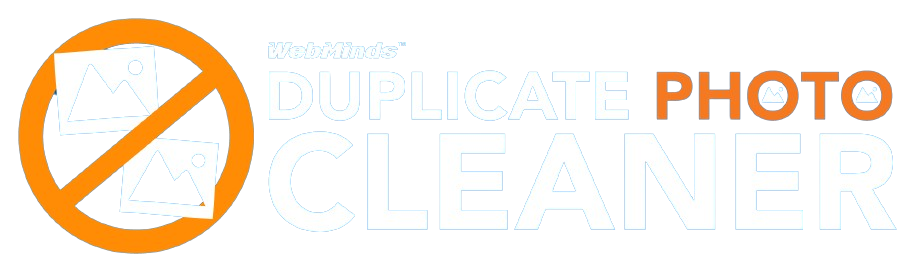 WebMinds™
DUPLICATE PHOTO
CLEANER